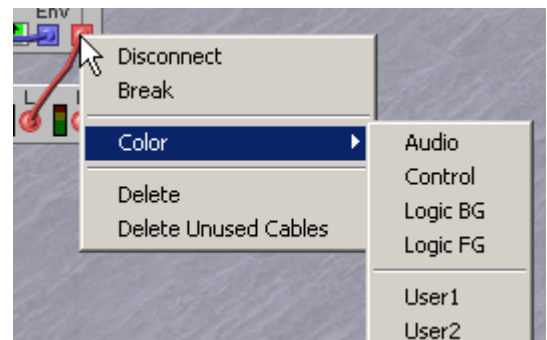 Env
L
Disconnect
Break
Color
Delete
Delete Unused Cables
Audio
Control
Logic BG
Logic FG
User1
User2